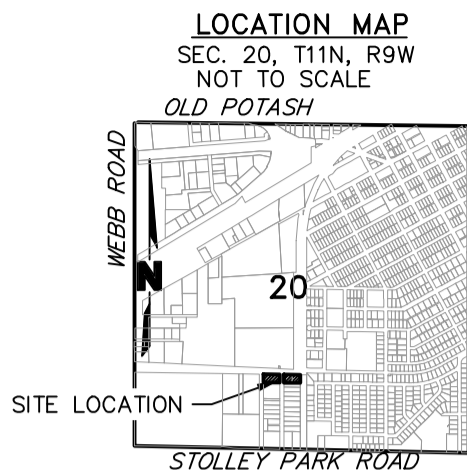 LOCATION MAP
SEC. 20, T11N, R9W
NOT TO SCALE
OLD POTASH
WEBB ROAD
N
20
SITE LOCATION
STOLLEY PARK ROAD